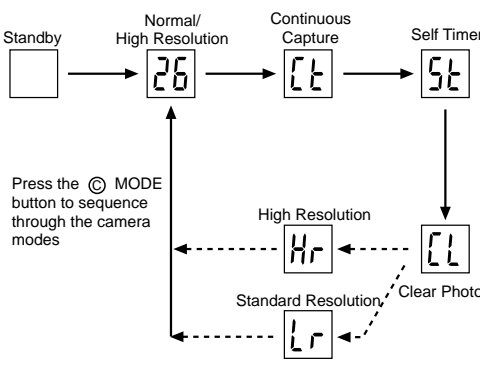 Standby
Normal/
High Resolution
Continuous
Capture
Self Timer
26
Ct
St
Press the © MODE
button to sequence
through the camera
modes
High Resolution
Hr
CL
Clear Photo
Standard Resolution
Lr